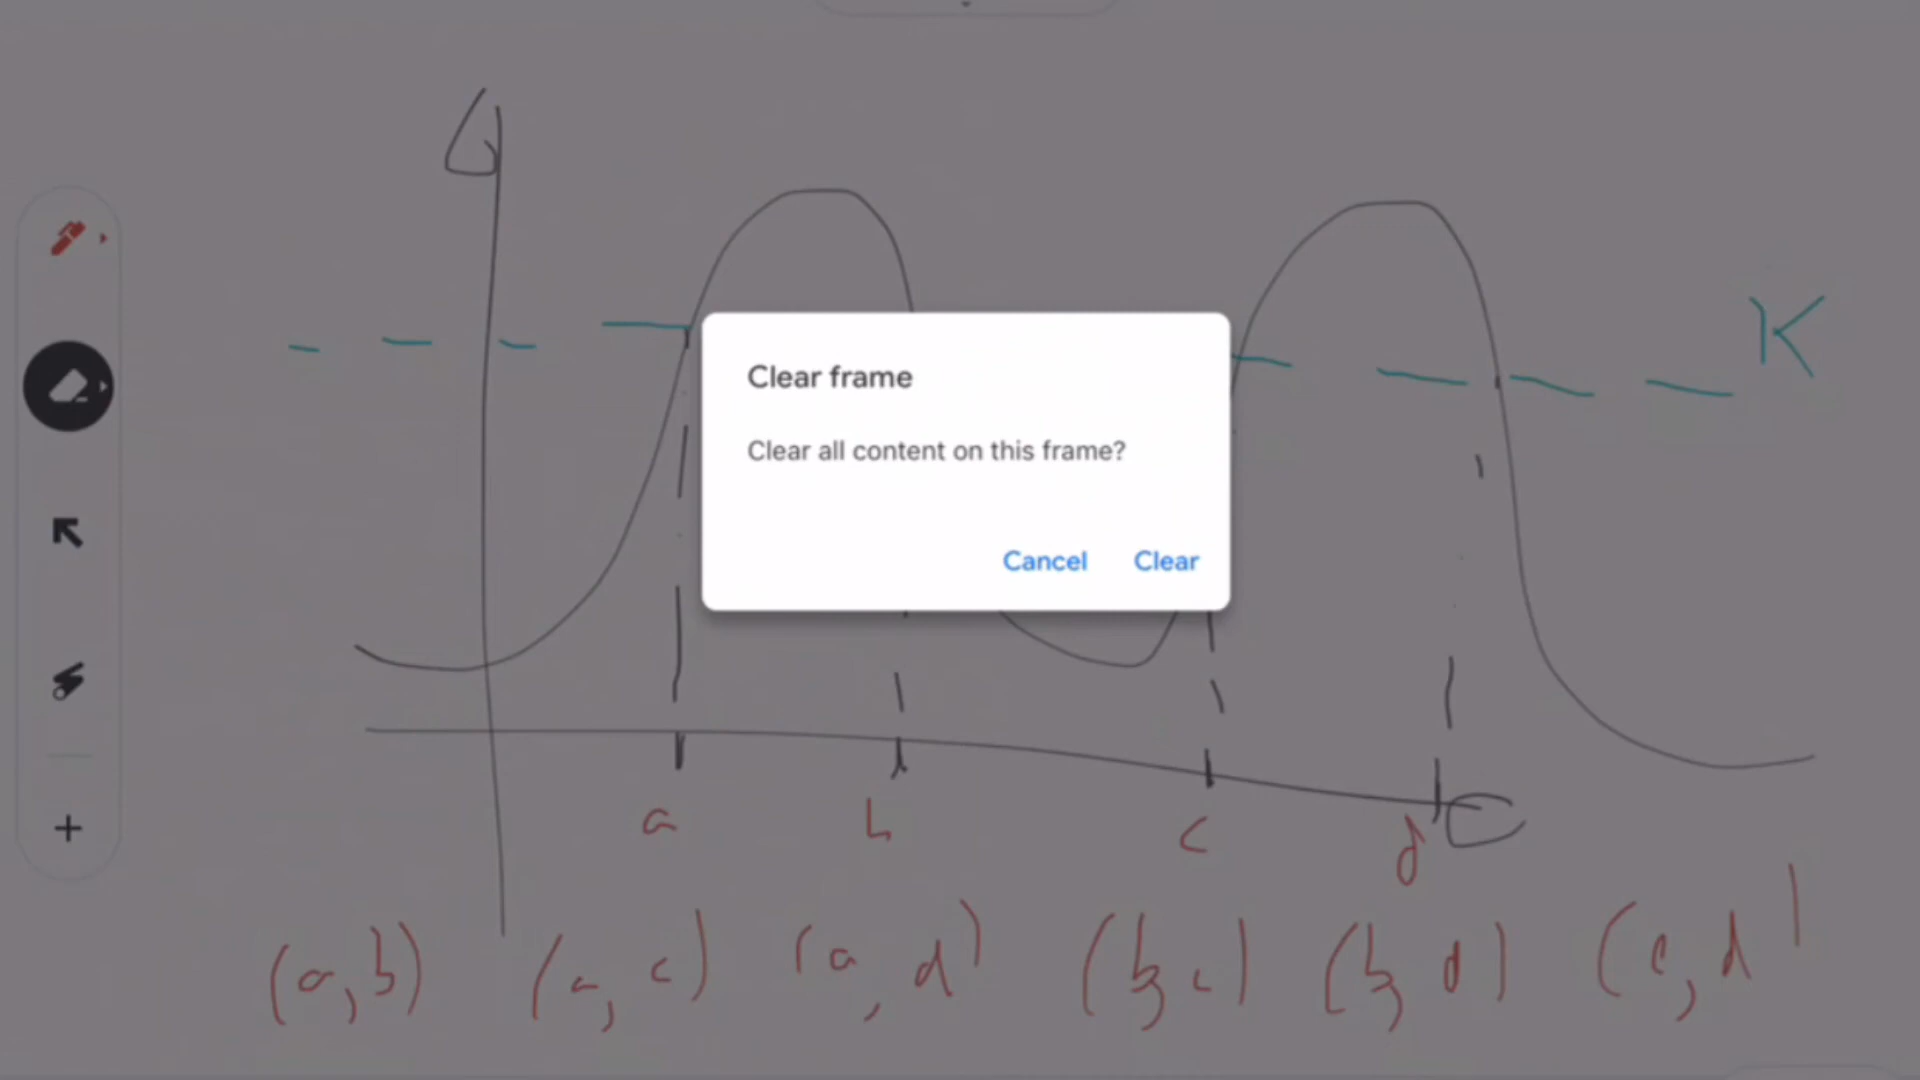 K
Clear frame
Clear all content on this frame?
Cancel Clear
a b c d
(a,b) (a,c) (a,d) (b,c) (b,d) (c,d)